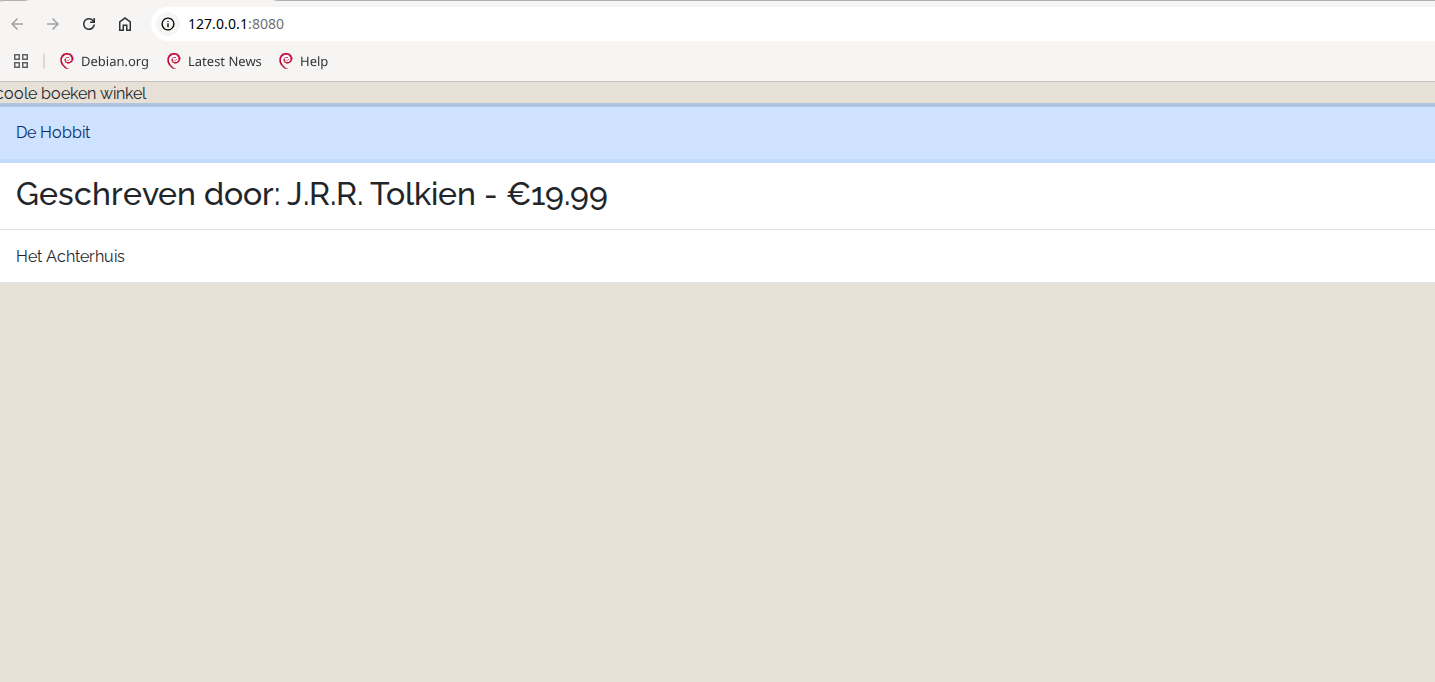 127.0.0.1:8080
Debian.org Latest News Help
coole boeken winkel
De Hobbit
Geschreven door: J.R.R. Tolkien - €19.99
Het Achterhuis